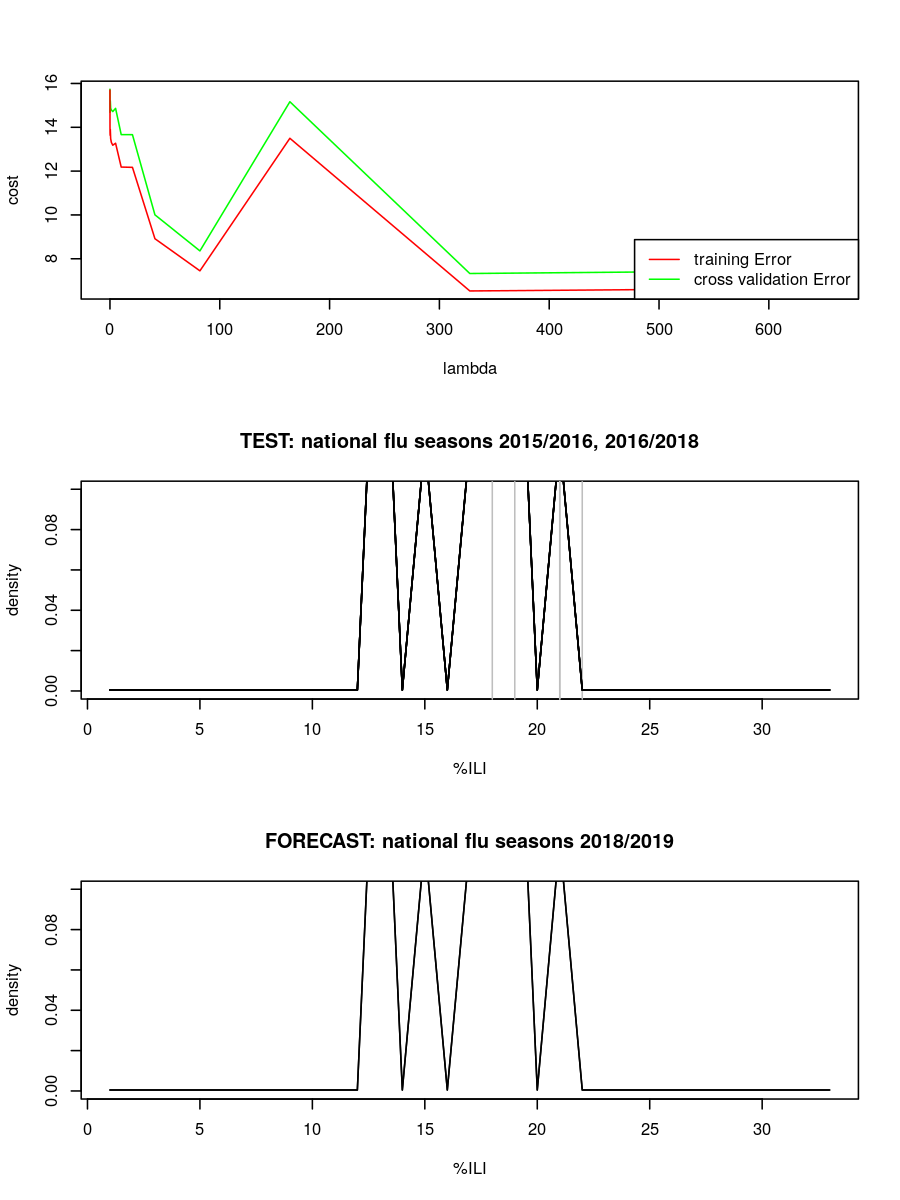 16
14
12
10
8
cost
training Error
cross validation Error
0 100 200 300 400 500 600
lambda
TEST: national flu seasons 2015/2016, 2016/2018
0.08
0.04
0.00
density
0 5 10 15 20 25 30
%ILI
FORECAST: national flu seasons 2018/2019
0.08
0.04
0.00
density
0 5 10 15 20 25 30
%ILI